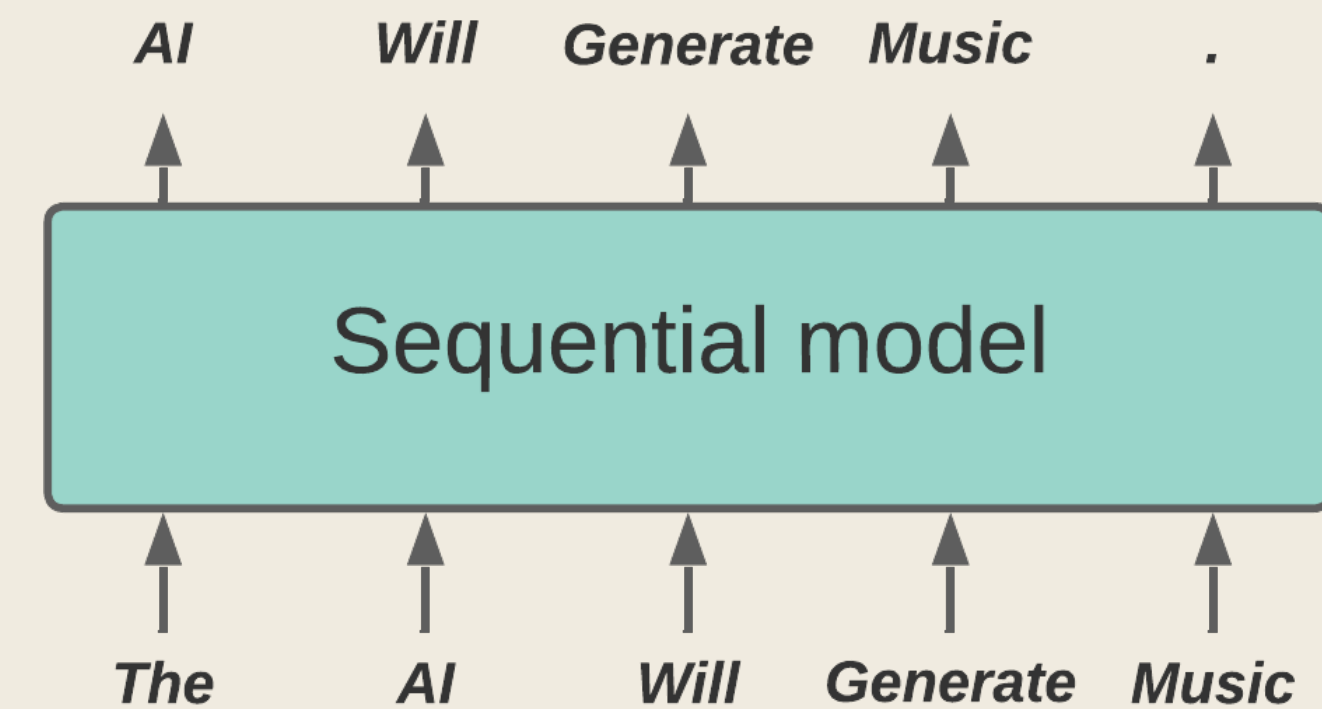 AI Will Generate Music .
Sequential model
The AI Will Generate Music